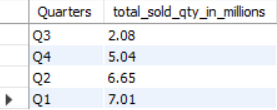 Quarters total_sold_qty_in_millions
Q3 2.08
Q4 5.04
Q2 6.65
Q1 7.01